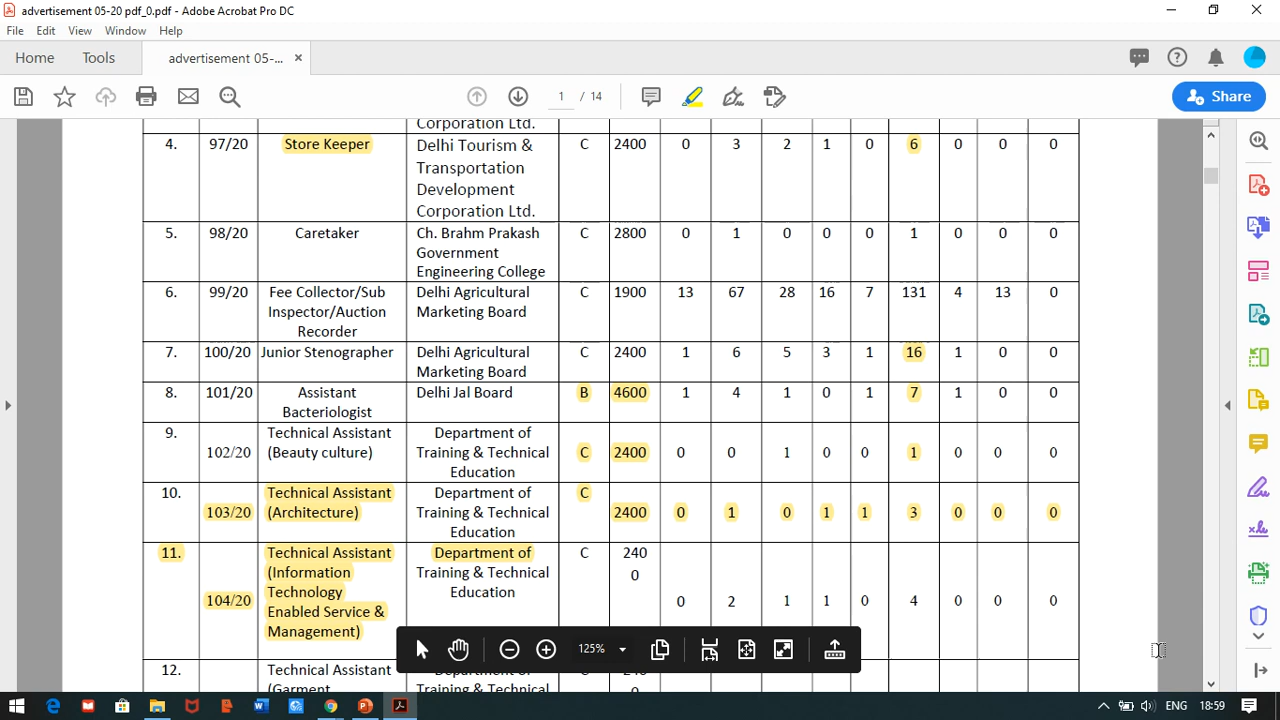 advertisement 05-20 pdf_0.pdf - Adobe Acrobat Pro DC
File Edit View Window Help
Home Tools advertisement 05-... ×
1 / 14
Share
Corporation Ltd.
4. 97/20 Store Keeper Delhi Tourism & C 2400 0 3 2 1 0 6 0 0 0
Transportation
Development
Corporation Ltd.
5. 98/20 Caretaker Ch. Brahm Prakash C 2800 0 1 0 0 0 1 0 0 0
Government
Engineering College
6. 99/20 Fee Collector/Sub Delhi Agricultural C 1900 13 67 28 16 7 131 4 13 0
Inspector/Auction Marketing Board
Recorder
7. 100/20 Junior Stenographer Delhi Agricultural C 2400 1 6 5 3 1 16 1 0 0
Marketing Board
8. 101/20 Assistant Delhi Jal Board B 4600 1 4 1 0 1 7 1 0 0
Bacteriologist
9. Technical Assistant Department of
102/20 (Beauty culture) Training & Technical C 2400 0 0 1 0 0 1 0 0 0
Education
10. Technical Assistant Department of C
103/20 (Architecture) Training & Technical 2400 0 1 0 1 1 3 0 0 0
Education
11. Technical Assistant Department of C 240
(Information Training & Technical 0
Technology Education
104/20 Enabled Service & 0 2 1 1 0 4 0 0 0
Management)
125%
12. Technical Assistant
(Garment
ENG 18:59